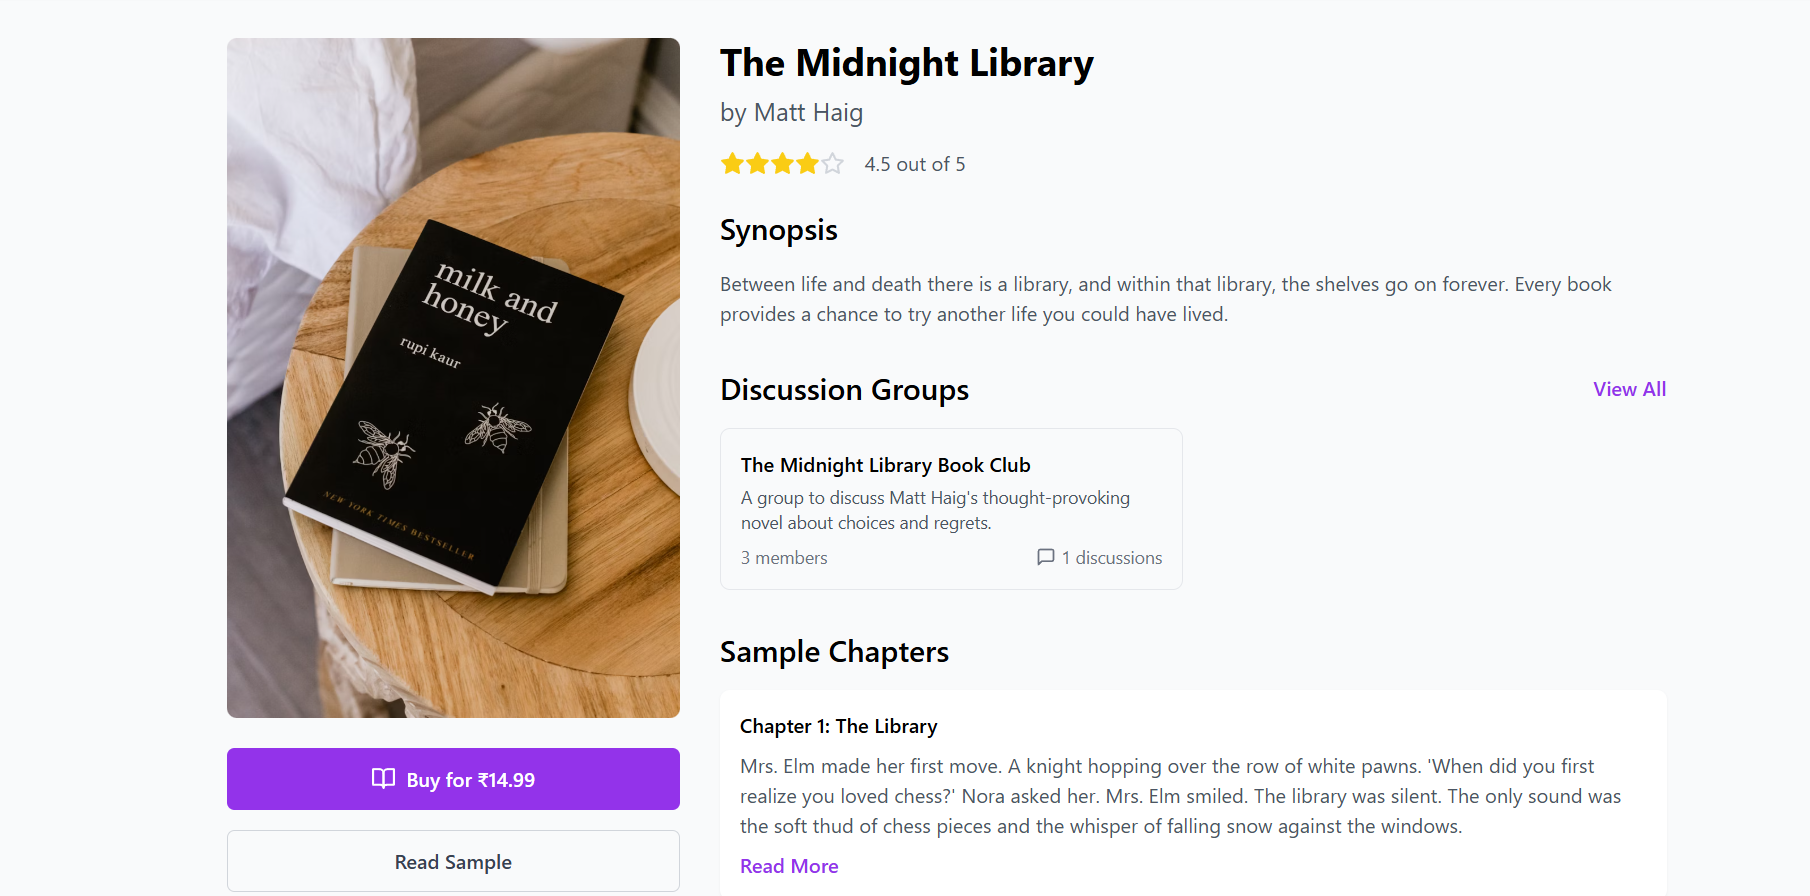 milk and
honey
rupi kaur
NEW YORK TIMES BESTSELLER
Buy for ₹14.99
Read Sample
The Midnight Library
by Matt Haig
4.5 out of 5
Synopsis
Between life and death there is a library, and within that library, the shelves go on forever. Every book
provides a chance to try another life you could have lived.
Discussion Groups
View All
The Midnight Library Book Club
A group to discuss Matt Haig's thought-provoking
novel about choices and regrets.
3 members
1 discussions
Sample Chapters
Chapter 1: The Library
Mrs. Elm made her first move. A knight hopping over the row of white pawns. 'When did you first
realize you loved chess?' Nora asked her. Mrs. Elm smiled. The library was silent. The only sound was
the soft thud of chess pieces and the whisper of falling snow against the windows.
Read More